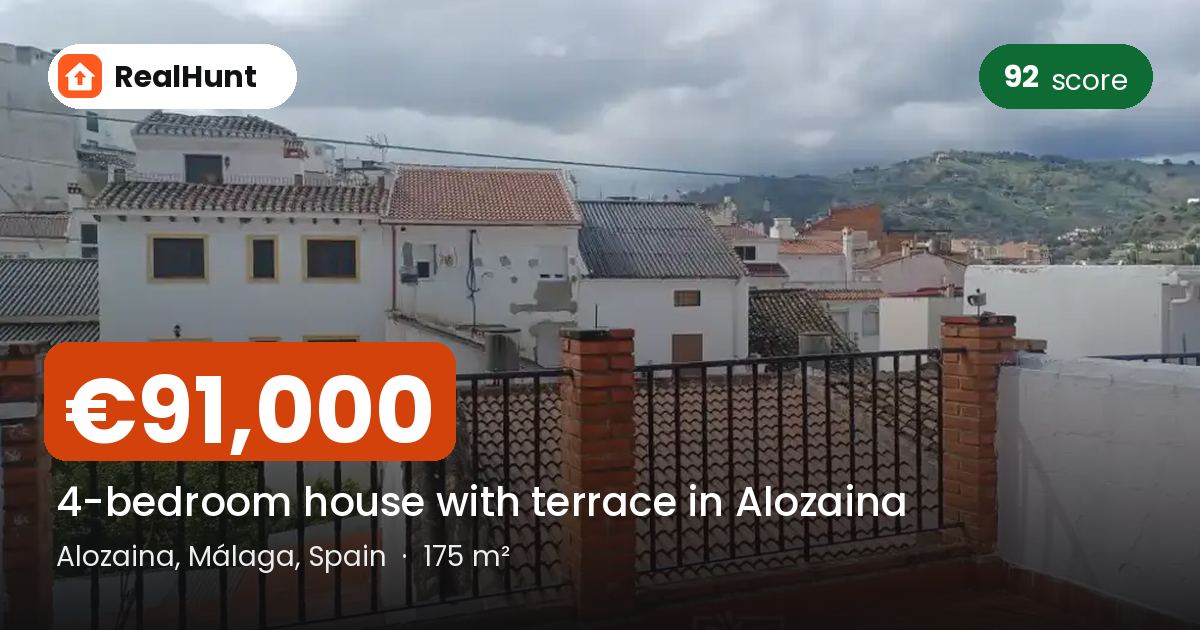 RealHunt
92 score
€91,000
4-bedroom house with terrace in Alozaina
Alozaina, Málaga, Spain · 175 m²